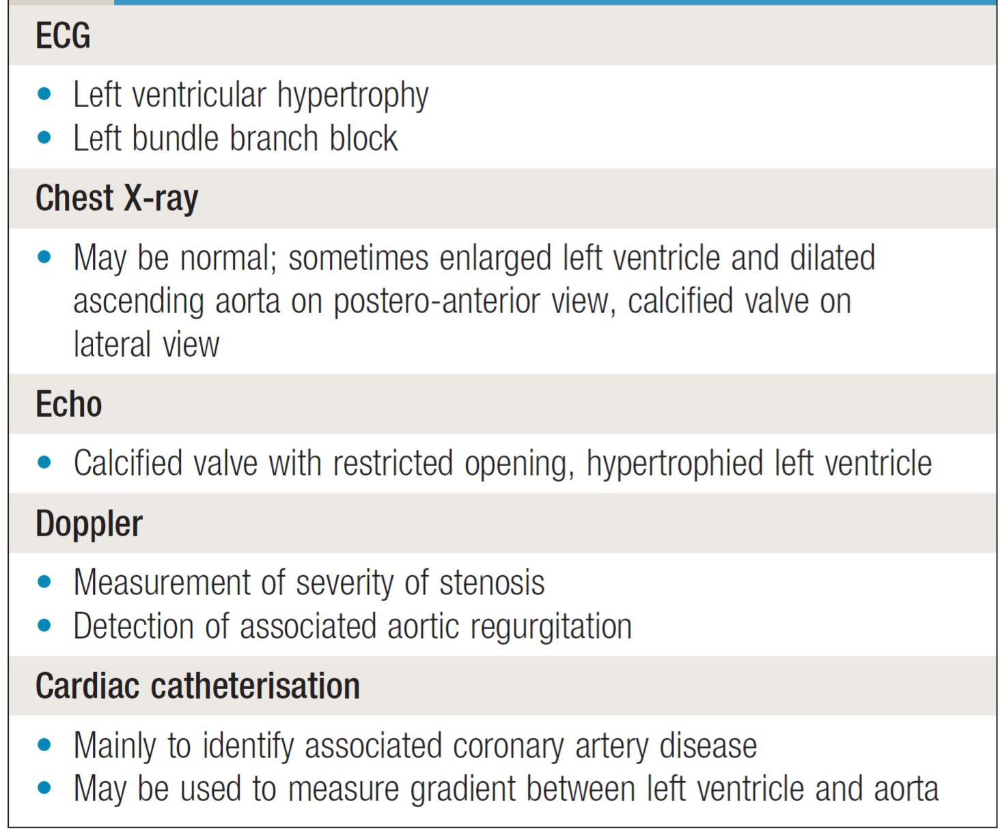 ECG
• Left ventricular hypertrophy
• Left bundle branch block
Chest X-ray
• May be normal; sometimes enlarged left ventricle and dilated
ascending aorta on postero-anterior view, calcified valve on
lateral view
Echo
• Calcified valve with restricted opening, hypertrophied left ventricle
Doppler
• Measurement of severity of stenosis
• Detection of associated aortic regurgitation
Cardiac catheterisation
• Mainly to identify associated coronary artery disease
• May be used to measure gradient between left ventricle and aorta